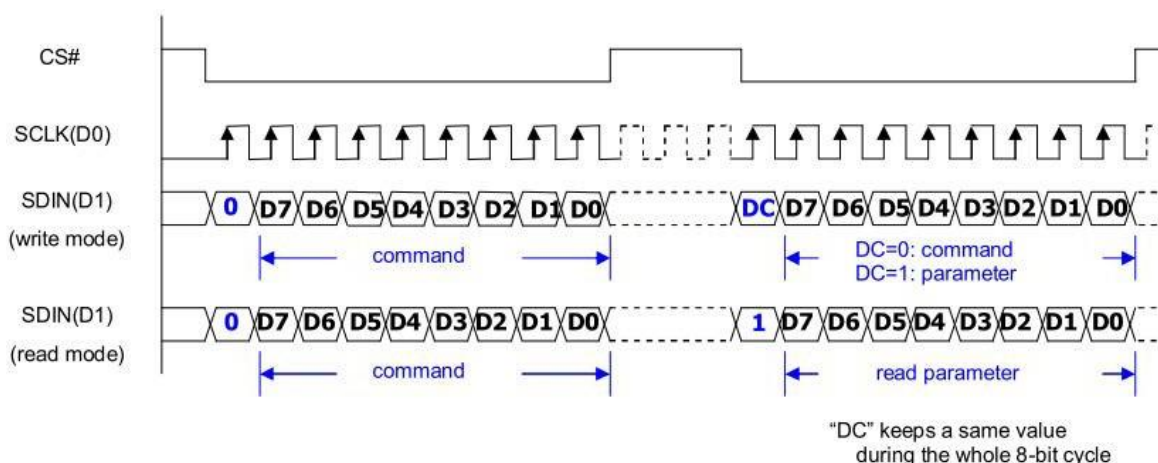 CS#
SCLK(D0)
SDIN(D1)
(write mode)
0 D7 D6 D5 D4 D3 D2 D1 D0
DC D7 D6 D5 D4 D3 D2 D1 D0
command
DC=0: command
DC=1: parameter
SDIN(D1)
(read mode)
0 D7 D6 D5 D4 D3 D2 D1 D0
1 D7 D6 D5 D4 D3 D2 D1 D0
command
read parameter
“DC” keeps a same value
during the whole 8-bit cycle